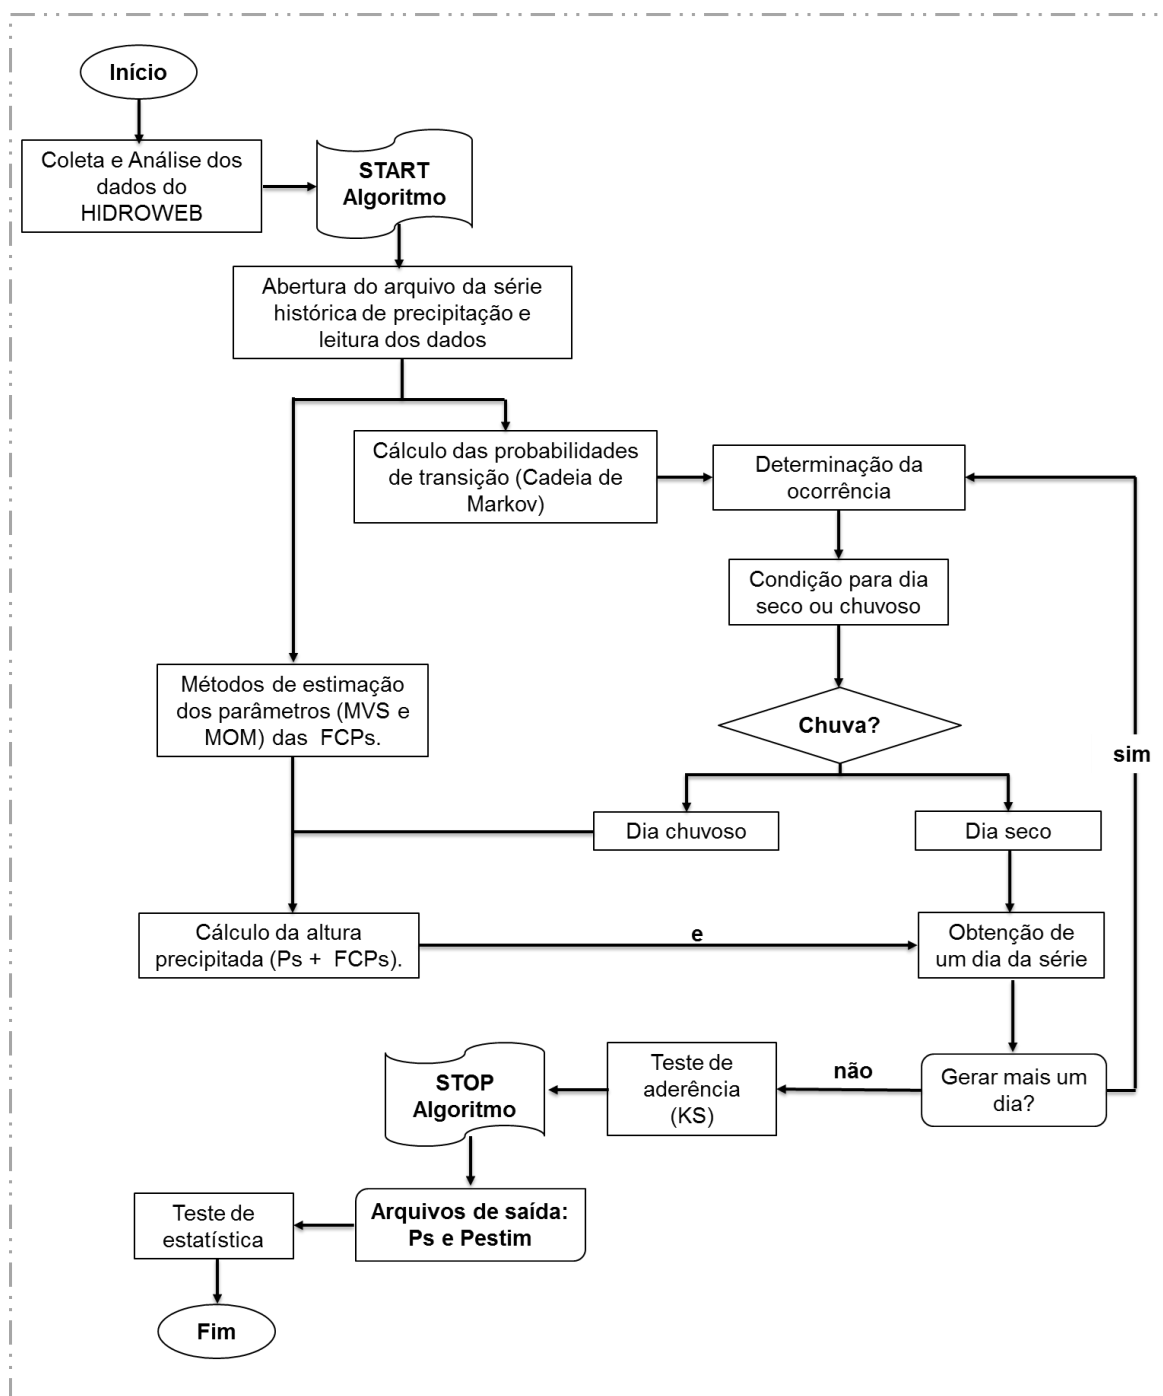 Início
Coleta e Análise dos
dados do
HIDROWEB
START
Algoritmo
Abertura do arquivo da série
histórica de precipitação e
leitura dos dados
Cálculo das probabilidades
de transição (Cadeia de
Markov)
Determinação da
ocorrência
Condição para dia
seco ou chuvoso
Métodos de estimação
dos parâmetros (MVS e
MOM) das FCPs.
Chuva?
sim
Dia chuvoso
Dia seco
Cálculo da altura
precipitada (Ps + FCPs).
e
Obtenção de
um dia da série
Gerar mais um
dia?
não
Teste de
aderência
(KS)
STOP
Algoritmo
Arquivos de saída:
Ps e Pestim
Teste de
estatística
Fim